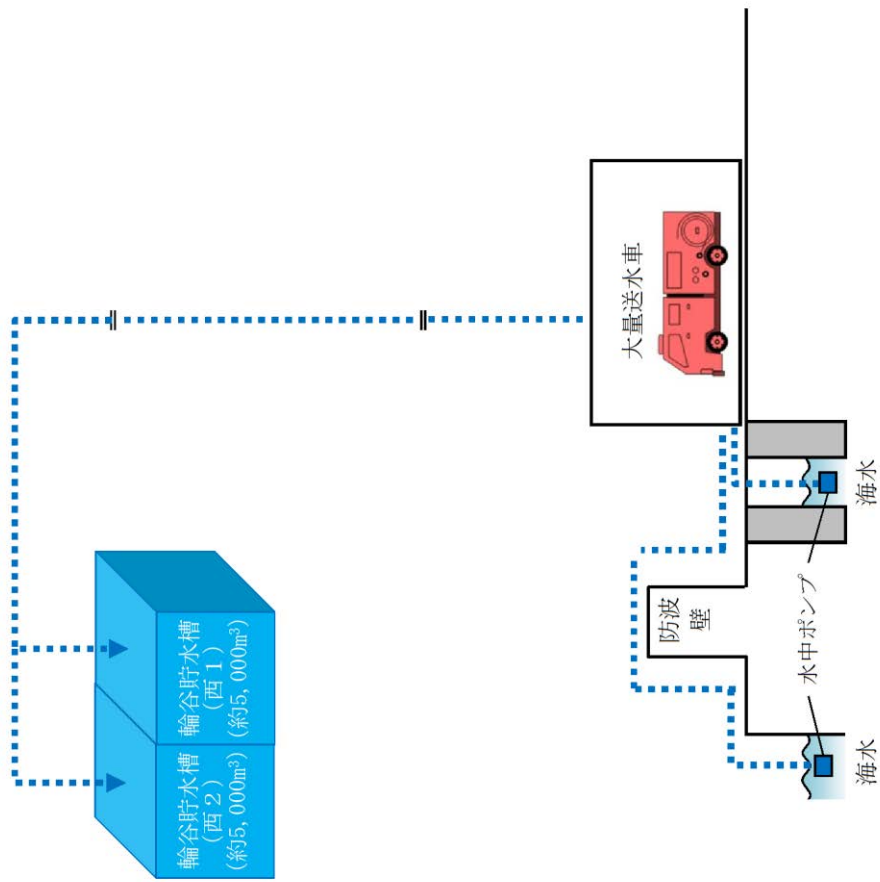 輪谷貯水槽
(西２)
(約5,000m³)
輪谷貯水槽
(西１)
(約5,000m³)
大量送水車
防波
壁
水中ポンプ
海水
海水